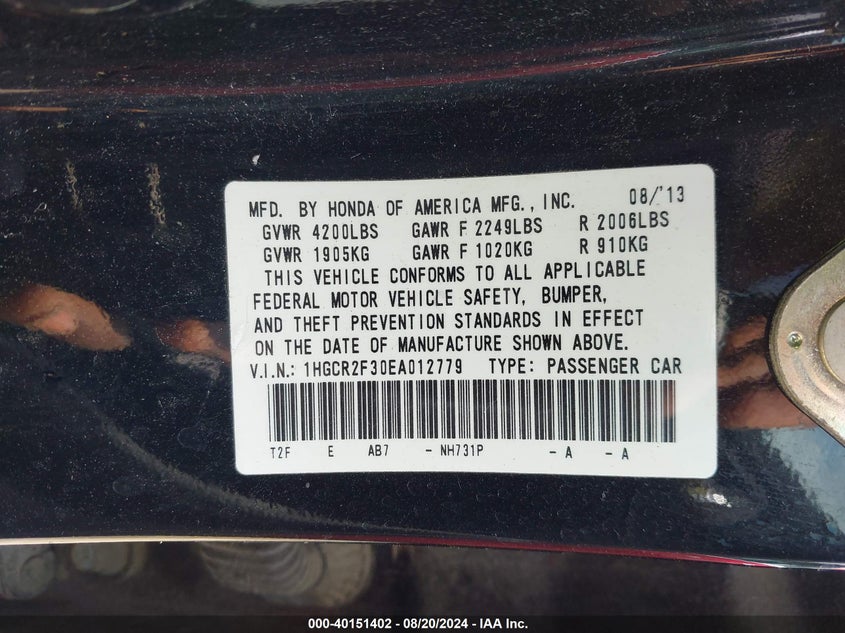 MFD. BY HONDA OF AMERICA MFG., INC. 08/'13
GVWR 4200LBS GAWR F 2249LBS R 2006LBS
GVWR 1905KG GAWR F 1020KG R 910KG
THIS VEHICLE CONFORMS TO ALL APPLICABLE
FEDERAL MOTOR VEHICLE SAFETY, BUMPER,
AND THEFT PREVENTION STANDARDS IN EFFECT
ON THE DATE OF MANUFACTURE SHOWN ABOVE.
V.I.N.: 1HGCR2F30EA012779 TYPE: PASSENGER CAR
T2F E AB7 - NH731P - A - A
000-40151402 - 08/20/2024 - IAA Inc.